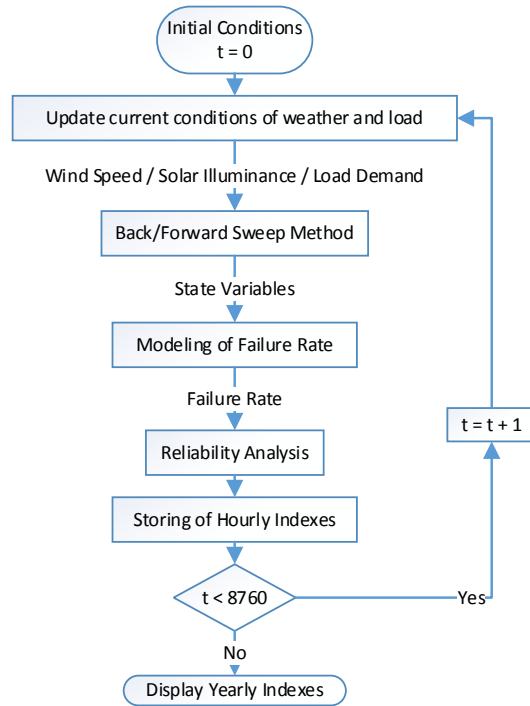 Initial Conditions
t = 0
Update current conditions of weather and load
Wind Speed / Solar Illuminance / Load Demand
Back/Forward Sweep Method
State Variables
Modeling of Failure Rate
Failure Rate
t = t + 1
Reliability Analysis
Storing of Hourly Indexes
t < 8760
Yes
No
Display Yearly Indexes